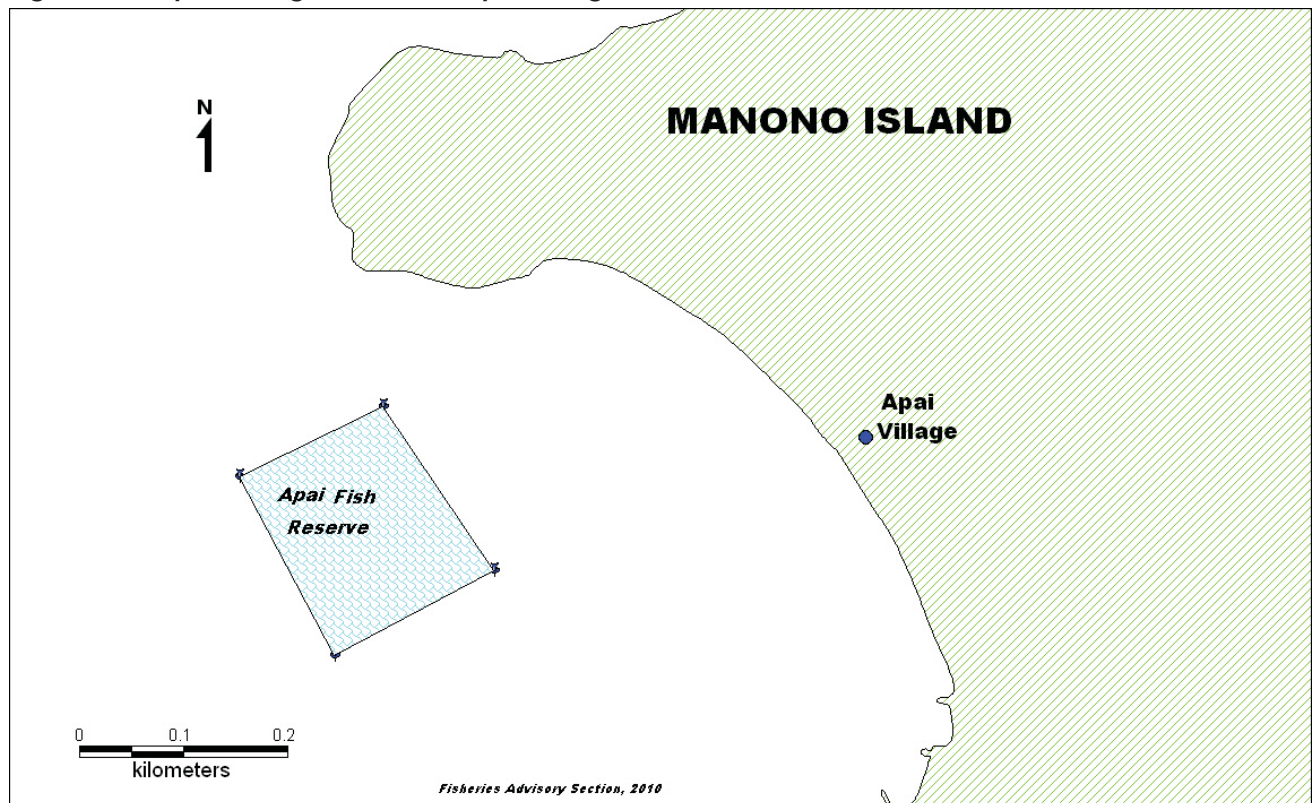 N
MANONO ISLAND
Apai
Village
Apai Fish
Reserve
0 0.1 0.2
kilometers
Fisheries Advisory Section, 2010